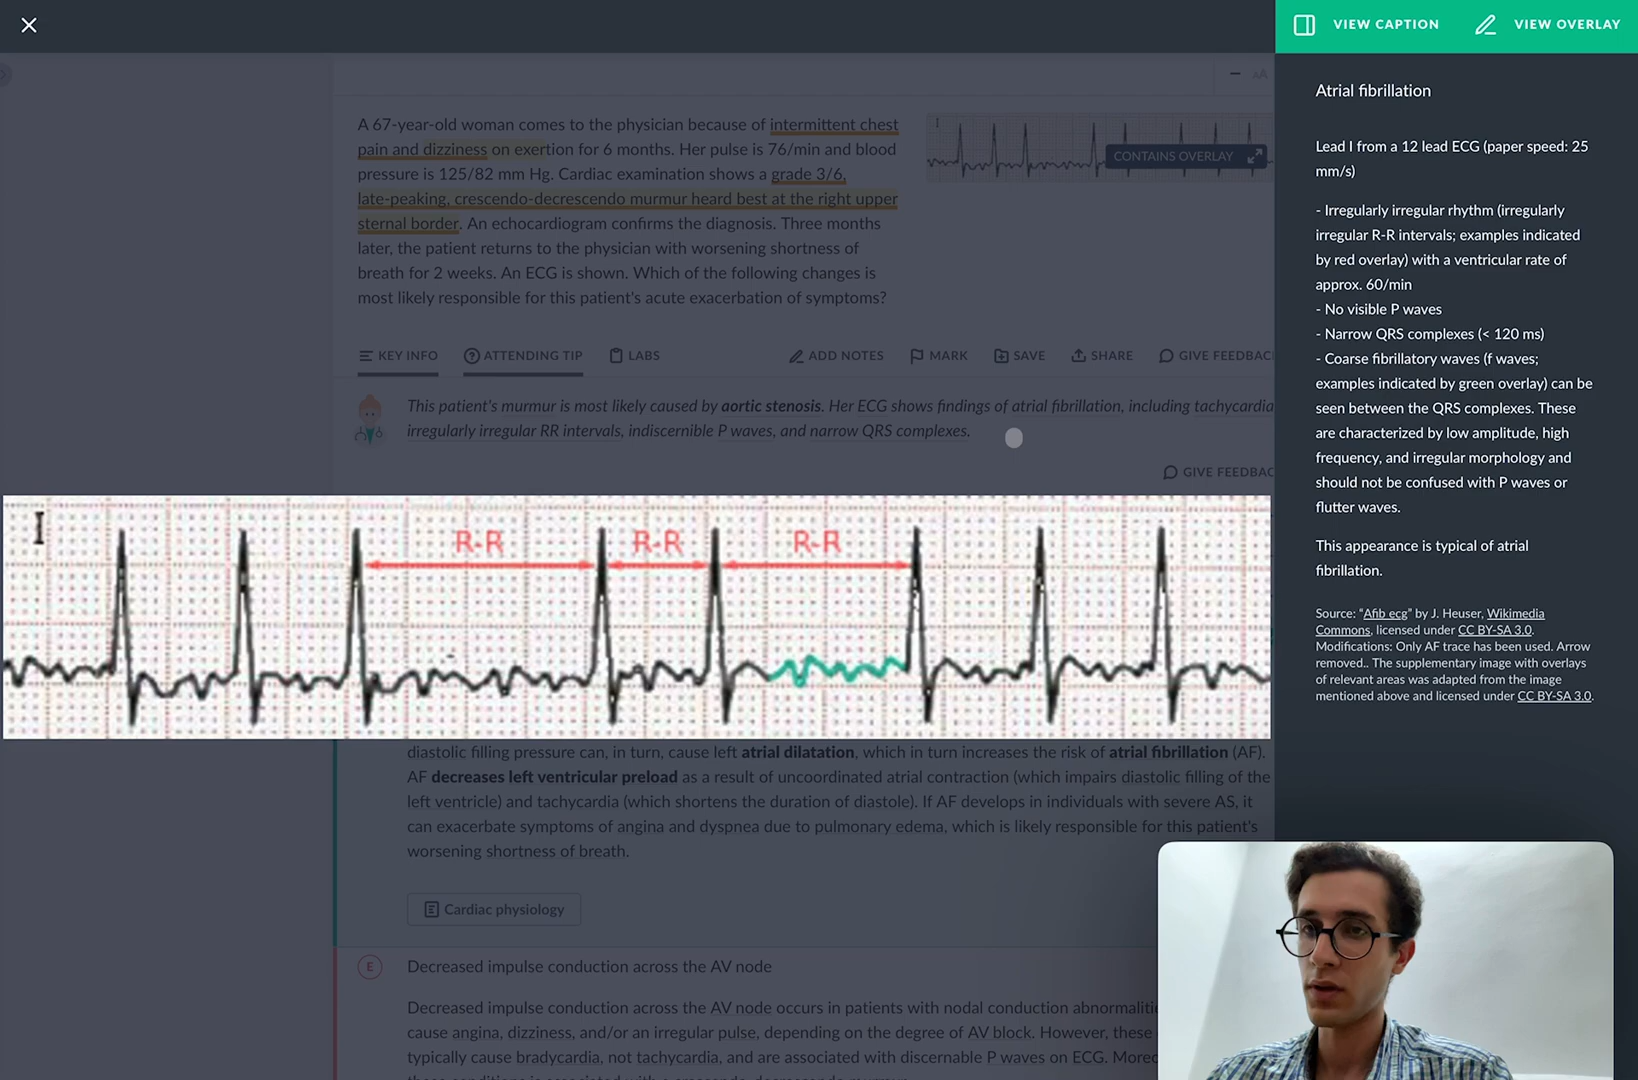 VIEW CAPTION
VIEW OVERLAY
A 67-year-old woman comes to the physician because of intermittent chest
pain and dizziness on exertion for 6 months. Her pulse is 76/min and blood
pressure is 125/82 mm Hg. Cardiac examination shows a grade 3/6,
late-peaking, crescendo-decrescendo murmur heard best at the right upper
sternal border. An echocardiogram confirms the diagnosis. Three months
later, the patient returns to the physician with worsening shortness of
breath for 2 weeks. An ECG is shown. Which of the following changes is
most likely responsible for this patient's acute exacerbation of symptoms?
I
CONTAINS OVERLAY
AA
KEY INFO
ATTENDING TIP
LABS
ADD NOTES
MARK
SAVE
SHARE
GIVE FEEDBAC
This patient's murmur is most likely caused by aortic stenosis. Her ECG shows findings of atrial fibrillation, including tachycardia
irregularly irregular RR intervals, indiscernible P waves, and narrow QRS complexes.
GIVE FEEDBAC
I
R-R
R-R
R-R
diastolic filling pressure can, in turn, cause left atrial dilatation, which in turn increases the risk of atrial fibrillation (AF).
AF decreases left ventricular preload as a result of uncoordinated atrial contraction (which impairs diastolic filling of the
left ventricle) and tachycardia (which shortens the duration of diastole). If AF develops in individuals with severe AS, it
can exacerbate symptoms of angina and dyspnea due to pulmonary edema, which is likely responsible for this patient's
worsening shortness of breath.
Cardiac physiology
E
Decreased impulse conduction across the AV node
Decreased impulse conduction across the AV node occurs in patients with nodal conduction abnormalitie
cause angina, dizziness, and/or an irregular pulse, depending on the degree of AV block. However, these
typically cause bradycardia, not tachycardia, and are associated with discernable P waves on ECG. Moreo
Atrial fibrillation
Lead I from a 12 lead ECG (paper speed: 25
mm/s)
- Irregularly irregular rhythm (irregularly
irregular R-R intervals; examples indicated
by red overlay) with a ventricular rate of
approx. 60/min
- No visible P waves
- Narrow QRS complexes (< 120 ms)
- Coarse fibrillatory waves (f waves;
examples indicated by green overlay) can be
seen between the QRS complexes. These
are characterized by low amplitude, high
frequency, and irregular morphology and
should not be confused with P waves or
flutter waves.
This appearance is typical of atrial
fibrillation.
Source: “Afib ecg” by J. Heuser, Wikimedia
Commons, licensed under CC BY-SA 3.0.
Modifications: Only AF trace has been used. Arrow
removed.. The supplementary image with overlays
of relevant areas was adapted from the image
mentioned above and licensed under CC BY-SA 3.0.